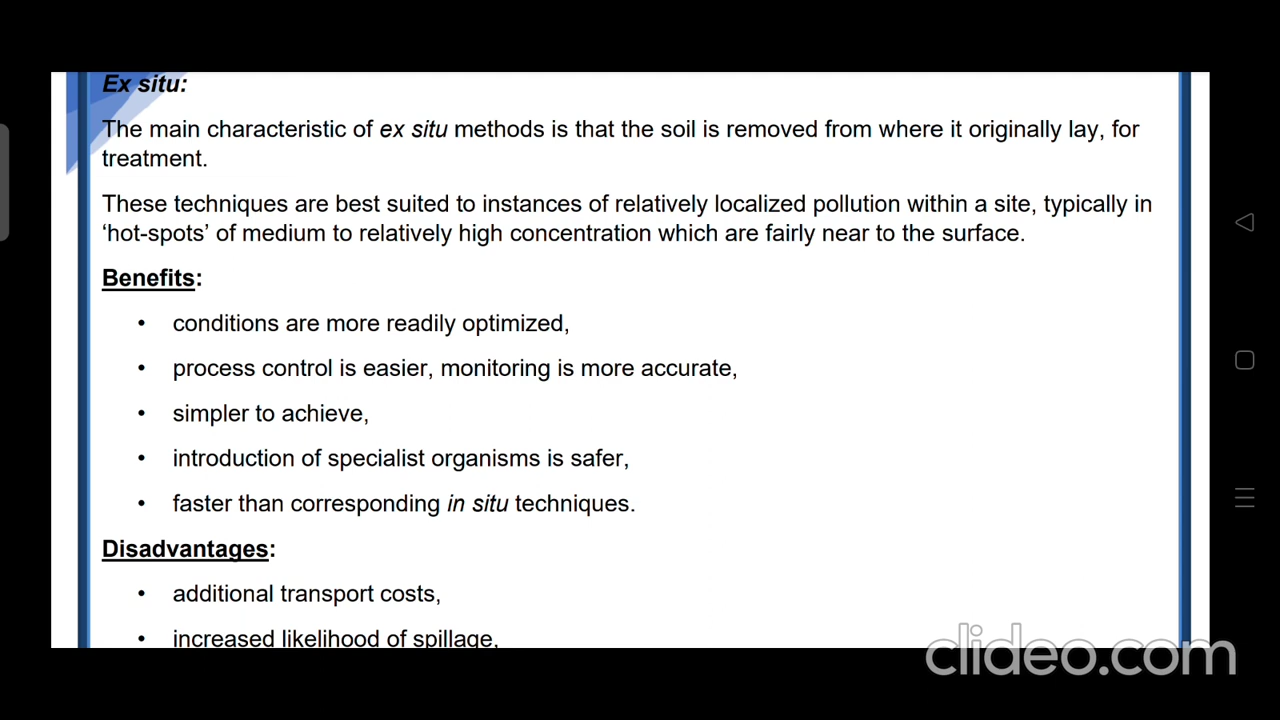 Ex situ:
The main characteristic of ex situ methods is that the soil is removed from where it originally lay, for
treatment.
These techniques are best suited to instances of relatively localized pollution within a site, typically in
‘hot-spots’ of medium to relatively high concentration which are fairly near to the surface.
Benefits:
• conditions are more readily optimized,
• process control is easier, monitoring is more accurate,
• simpler to achieve,
• introduction of specialist organisms is safer,
• faster than corresponding in situ techniques.
Disadvantages:
• additional transport costs,
• increased likelihood of spillage,
clideo.com